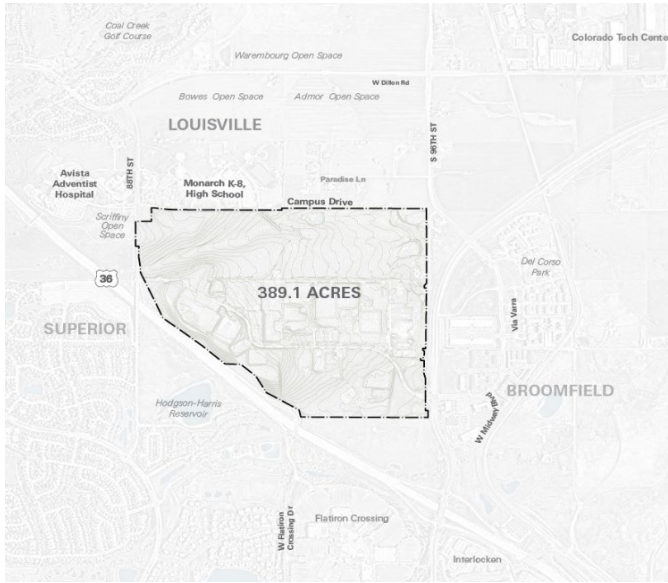 Coal Creek
Golf Course
Colorado Tech Cente
Warembourg Open Space
W Dillon Rd
Bowes Open Space
Admor Open Space
LOUISVILLE
S 96TH ST
88TH ST
Avista
Adventist
Hospital
Monarch K-8,
High School
Paradise Ln
Campus Drive
Scriffiny
Open
Space
Del Corso
Park
36
389.1 ACRES
SUPERIOR
Via Varra
BROOMFIELD
Hodgson-Harris
Reservoir
W Midway Blvd
W Flatiron
Crossing Dr
Flatiron Crossing
Interlocken